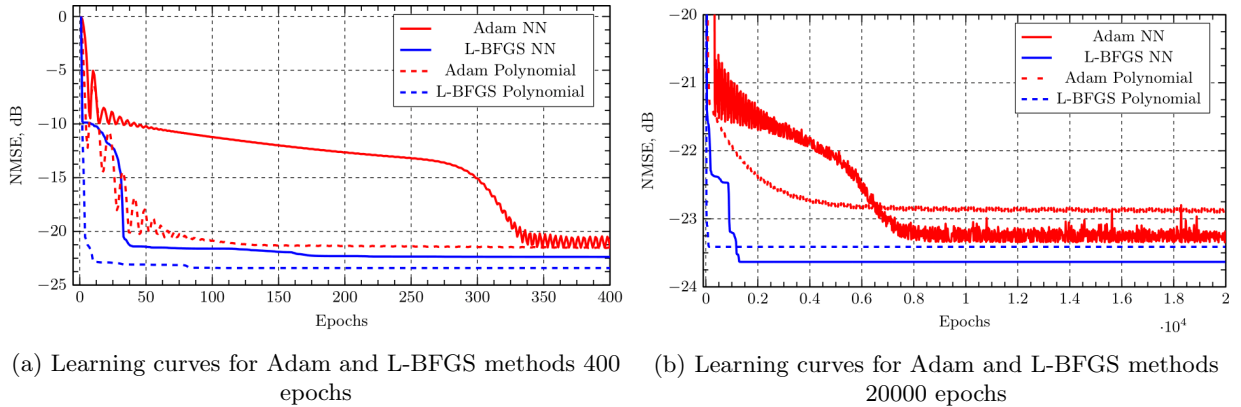 0
−5
−10
−15
−20
−25
NMSE, dB
0 50 100 150 200 250 300 350 400
Epochs
Adam NN
L-BFGS NN
Adam Polynomial
L-BFGS Polynomial
(a) Learning curves for Adam and L-BFGS methods 400
epochs
−20
−21
−22
−23
−24
NMSE, dB
0 0.2 0.4 0.6 0.8 1 1.2 1.4 1.6 1.8 2
·10^4
Epochs
Adam NN
L-BFGS NN
Adam Polynomial
L-BFGS Polynomial
(b) Learning curves for Adam and L-BFGS methods
20000 epochs